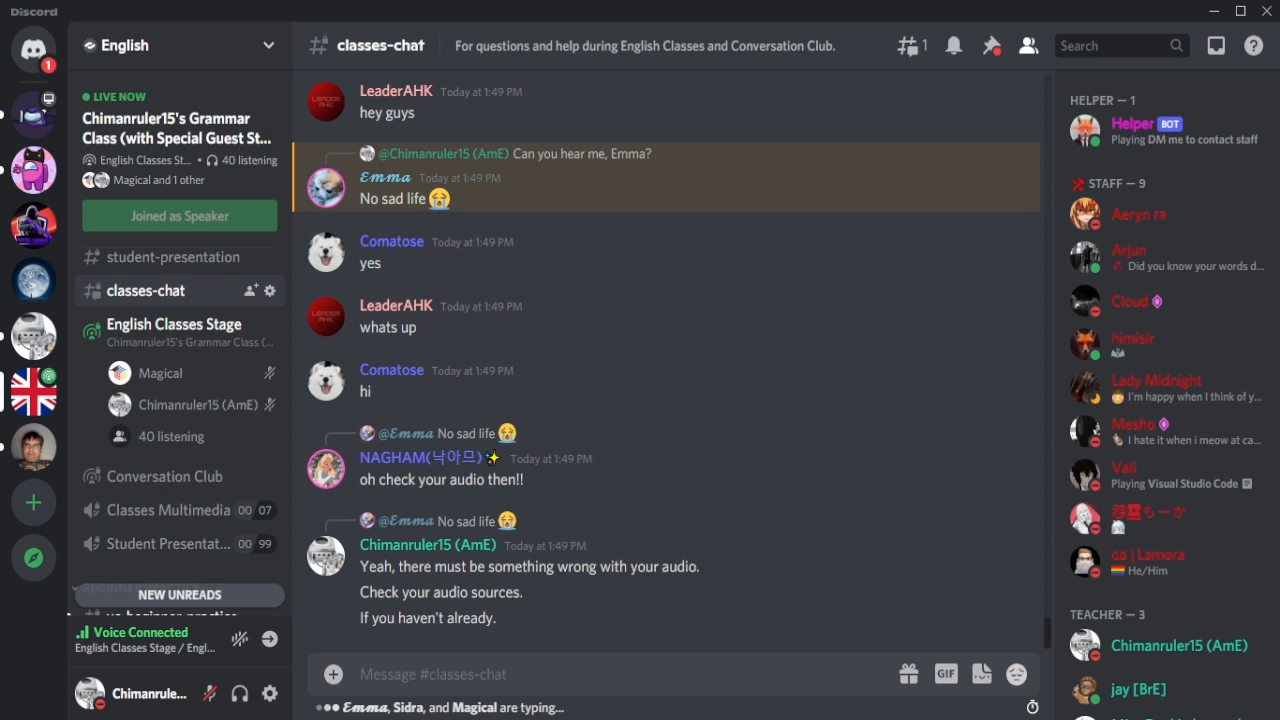 Discord
1
English
LIVE NOW
Chimanruler15's Grammar
Class (with Special Guest St...
English Classes St... • 40 listening
Magical and 1 other
Joined as Speaker
student-presentation
classes-chat
English Classes Stage
Chimanruler15's Grammar Class (...
Magical
Chimanruler15 (AmE)
40 listening
Conversation Club
Classes Multimedia 00 07
Student Presentat... 00 99
NEW UNREADS
Voice Connected
English Classes Stage / Engl...
Chimanrule...
classes-chat
For questions and help during English Classes and Conversation Club.
1
Search
LeaderAHK Today at 1:49 PM
hey guys
@Chimanruler15 (AmE) Can you hear me, Emma?
𝓔𝓶𝓶𝓪 Today at 1:49 PM
No sad life 😭
Comatose Today at 1:49 PM
yes
LeaderAHK Today at 1:49 PM
whats up
Comatose Today at 1:49 PM
hi
@𝓔𝓶𝓶𝓪 No sad life 😭
NAGHAM(낙아므)✨ Today at 1:49 PM
oh check your audio then!!
@𝓔𝓶𝓶𝓪 No sad life 😭
Chimanruler15 (AmE) Today at 1:49 PM
Yeah, there must be something wrong with your audio.
Check your audio sources.
If you haven't already.
Message #classes-chat
GIF
𝓔𝓶𝓶𝓪, Sidra, and Magical are typing...
HELPER — 1
Helper BOT
Playing DM me to contact staff
STAFF — 9
Aeryn FR
Arjun
Did you know your words d...
Cloud
himisir
Lady Midnight
I'm happy when I think of y...
Mesho
I hate it when i meow at ca...
Vali
Playing Visual Studio Code
ɢɑ | Lamora
He/Him
TEACHER — 3
Chimanruler15 (AmE)
jay [BrE]